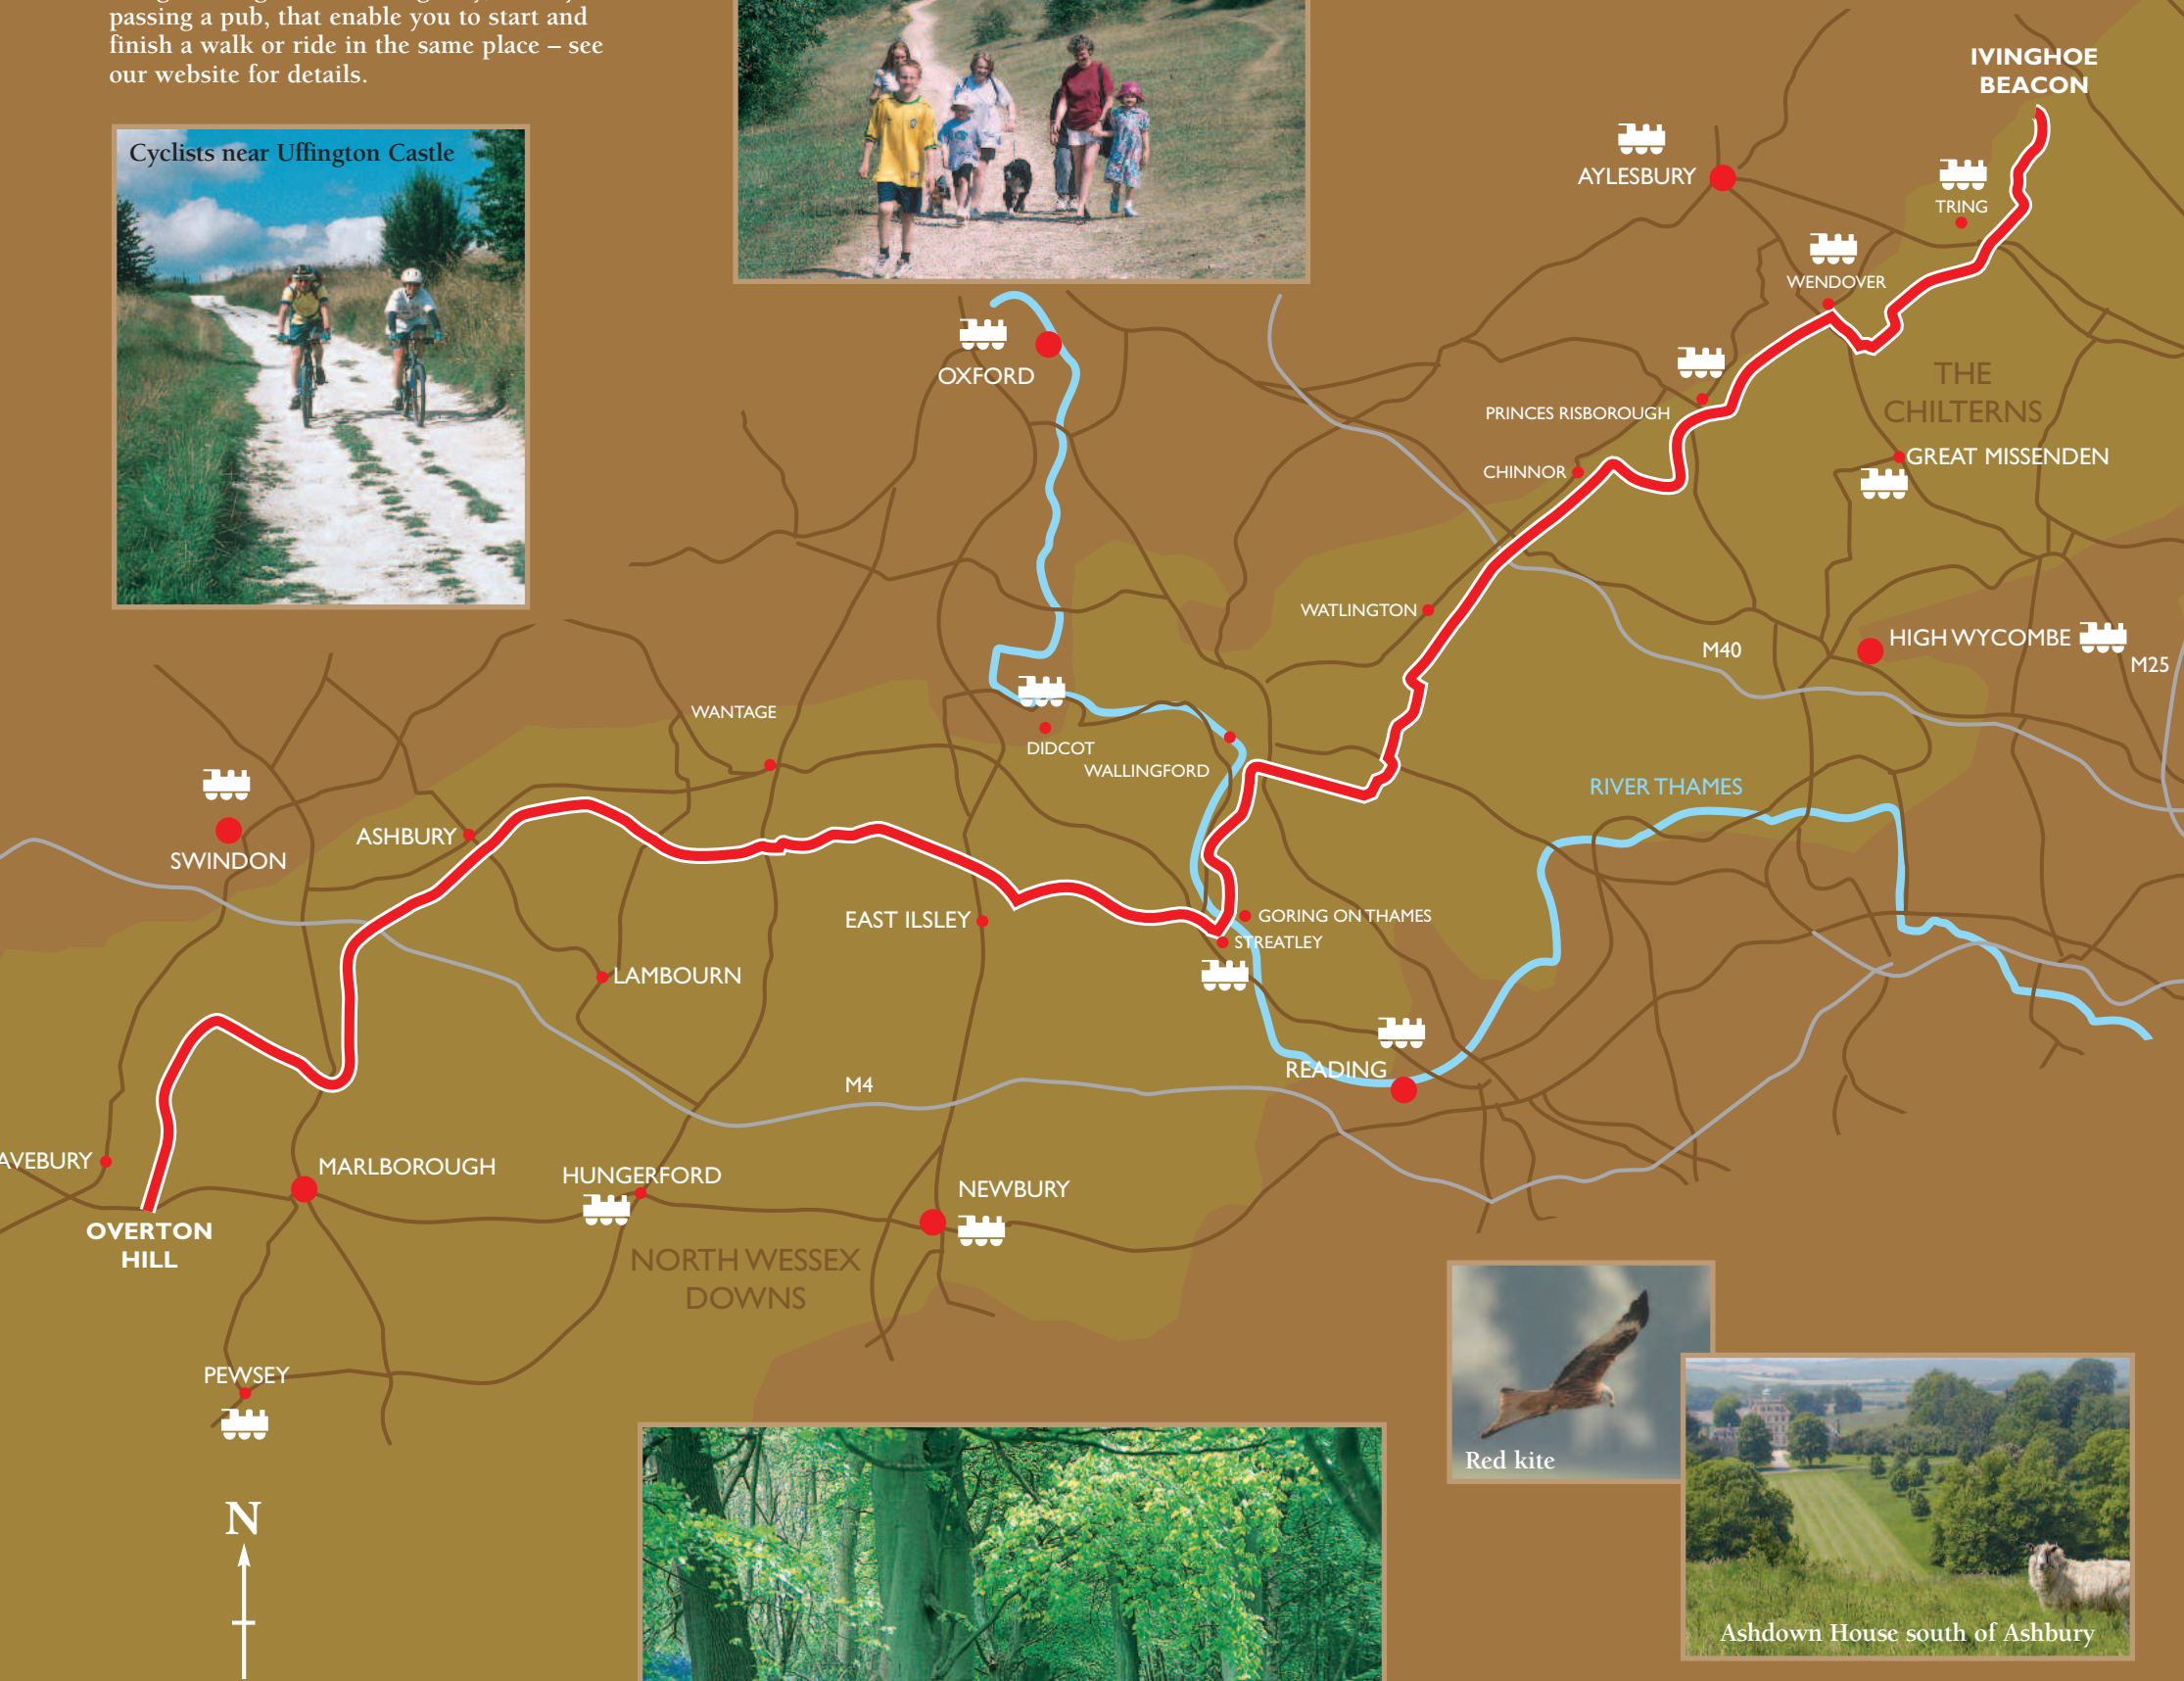 passing a pub, that enable you to start and
finish a walk or ride in the same place – see
our website for details.
Cyclists near Uffington Castle
IVINGHOE
BEACON
AYLESBURY
TRING
WENDOVER
OXFORD
THE
CHILTERNS
PRINCES RISBOROUGH
GREAT MISSENDEN
CHINNOR
WATLINGTON
HIGH WYCOMBE
M40
M25
WANTAGE
DIDCOT
WALLINGFORD
RIVER THAMES
ASHBURY
SWINDON
EAST ILSLEY
GORING ON THAMES
STREATLEY
LAMBOURN
READING
M4
AVEBURY
MARLBOROUGH
HUNGERFORD
NEWBURY
OVERTON
HILL
NORTH WESSEX
DOWNS
PEWSEY
Red kite
N
Ashdown House south of Ashbury